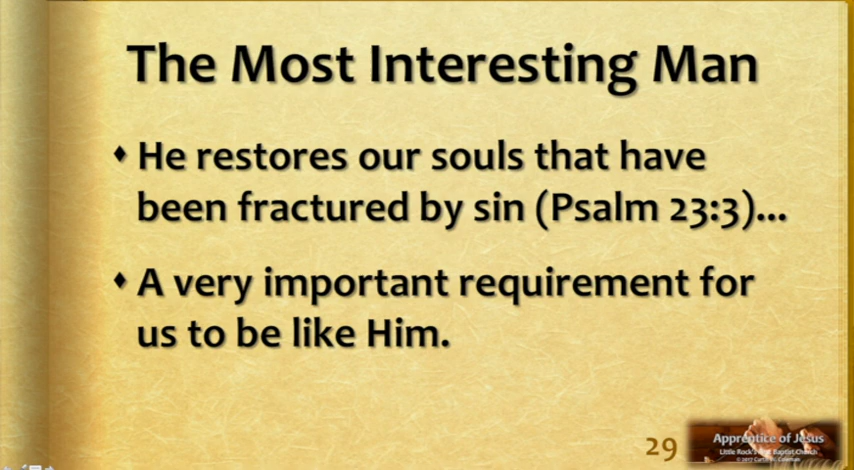 The Most Interesting Man
He restores our souls that have
been fractured by sin (Psalm 23:3)...
A very important requirement for
us to be like Him.
29
Apprentice of Jesus
Little Rock's First Baptist Church